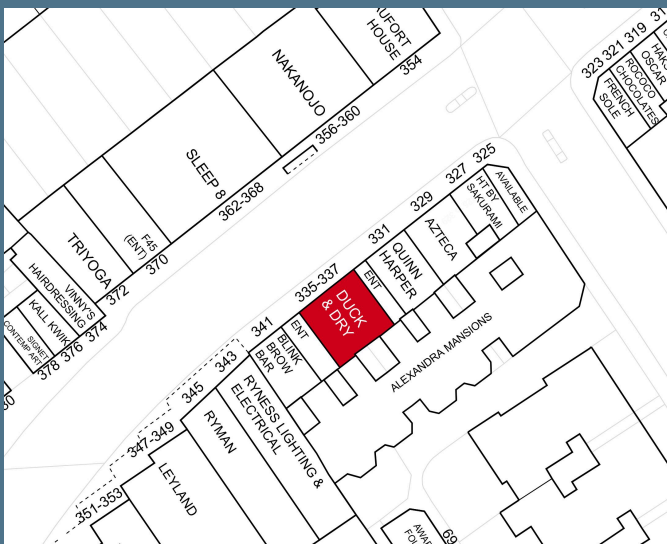 UFORT
HOUSE
354
NAKANOJO
356-360
SLEEP 8
362-368
F45
(ENT)
370
TRIYOGA
372
VINNY'S
HAIRDRESSING
374
KALL KWIK
376
SIGNET
CONTEMP ART
378
323 321 319
OSCAR
ROCOCO
CHOCOLATES
FRENCH
SOLE
325
AVAILABLE
327
HT BY
SAKURAMI
329
AZTECA
331
QUINN
HARPER
ENT
335-337
DUCK
& DRY
ENT
341
BLINK
BROW
BAR
343
RYNESS LIGHTING &
ELECTRICAL
345
RYMAN
347-349
LEYLAND
351-353
ALEXANDRA MANSIONS
69